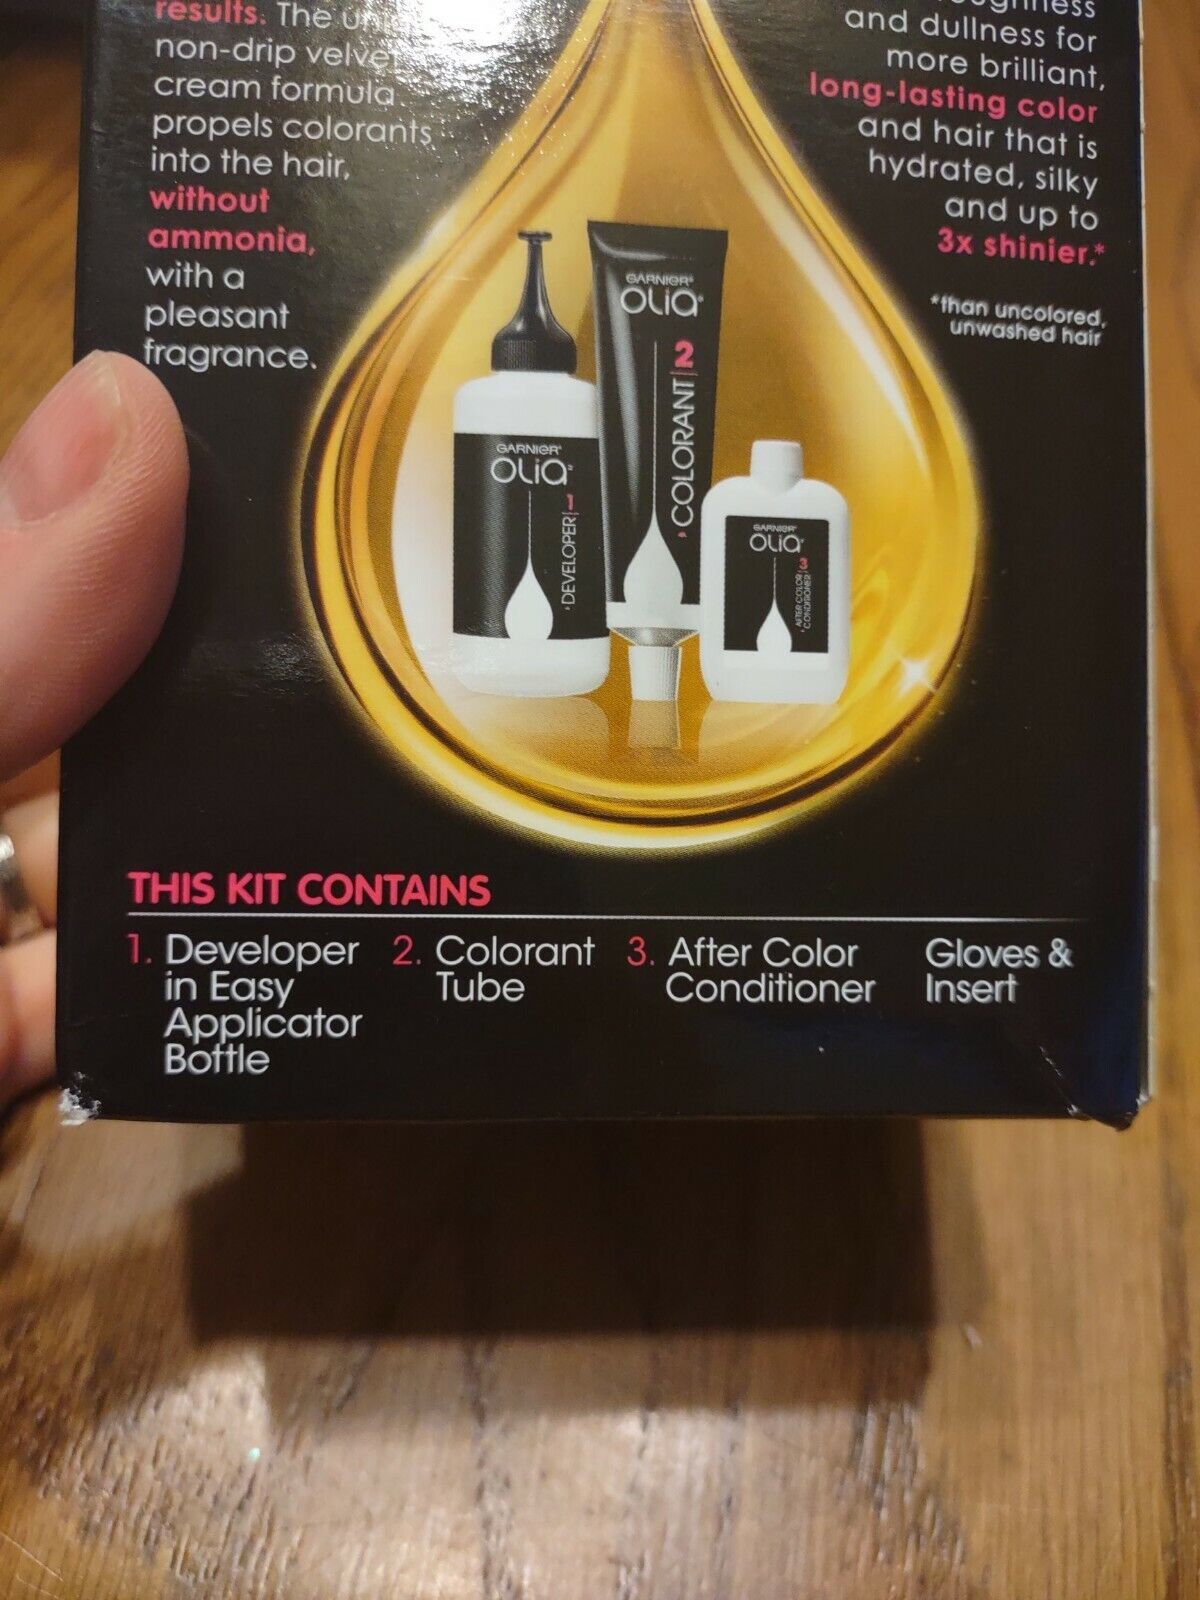 results. The
non-drip
cream formula
propels colorants
into the hair,
without
ammonia,
with a
pleasant
fragrance.
and dullness for
more brilliant,
long-lasting color
and hair that is
hydrated, silky
and up to
3x shinier.*
*than uncolored,
unwashed hair
GARNIER
OLIA
DEVELOPER 1
GARNIER
OLIA
COLORANT 2
GARNIER
OLIA
AFTER COLOR 3
CONDITIONER
THIS KIT CONTAINS
1. Developer
in Easy
Applicator
Bottle
2. Colorant
Tube
3. After Color
Conditioner
Gloves &
Insert